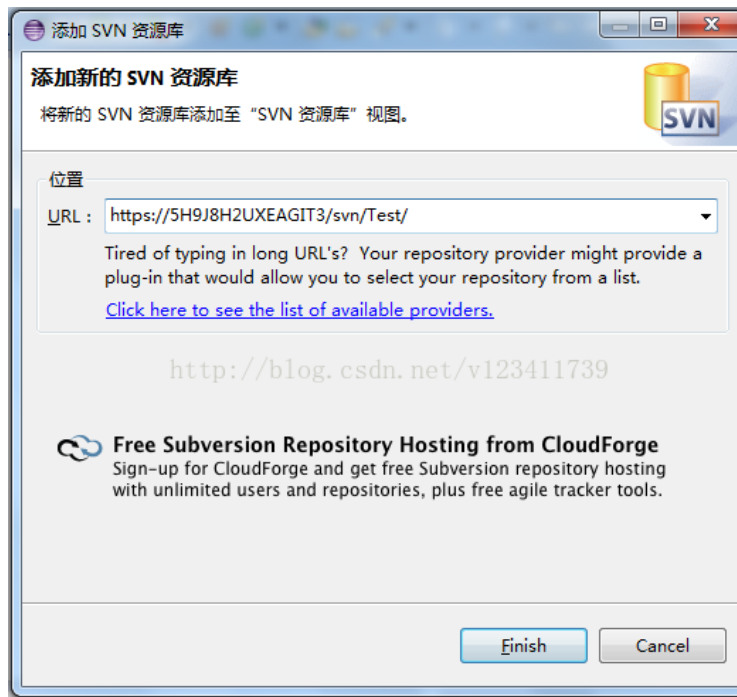 添加 SVN 资源库
添加新的 SVN 资源库
将新的 SVN 资源库添加至“SVN 资源库”视图。
SVN
位置
URL： https://5H9J8H2UXEAGIT3/svn/Test/
Tired of typing in long URL's? Your repository provider might provide a
plug-in that would allow you to select your repository from a list.
Click here to see the list of available providers.
http://blog.csdn.net/v123411739
Free Subversion Repository Hosting from CloudForge
Sign-up for CloudForge and get free Subversion repository hosting
with unlimited users and repositories, plus free agile tracker tools.
Finish Cancel